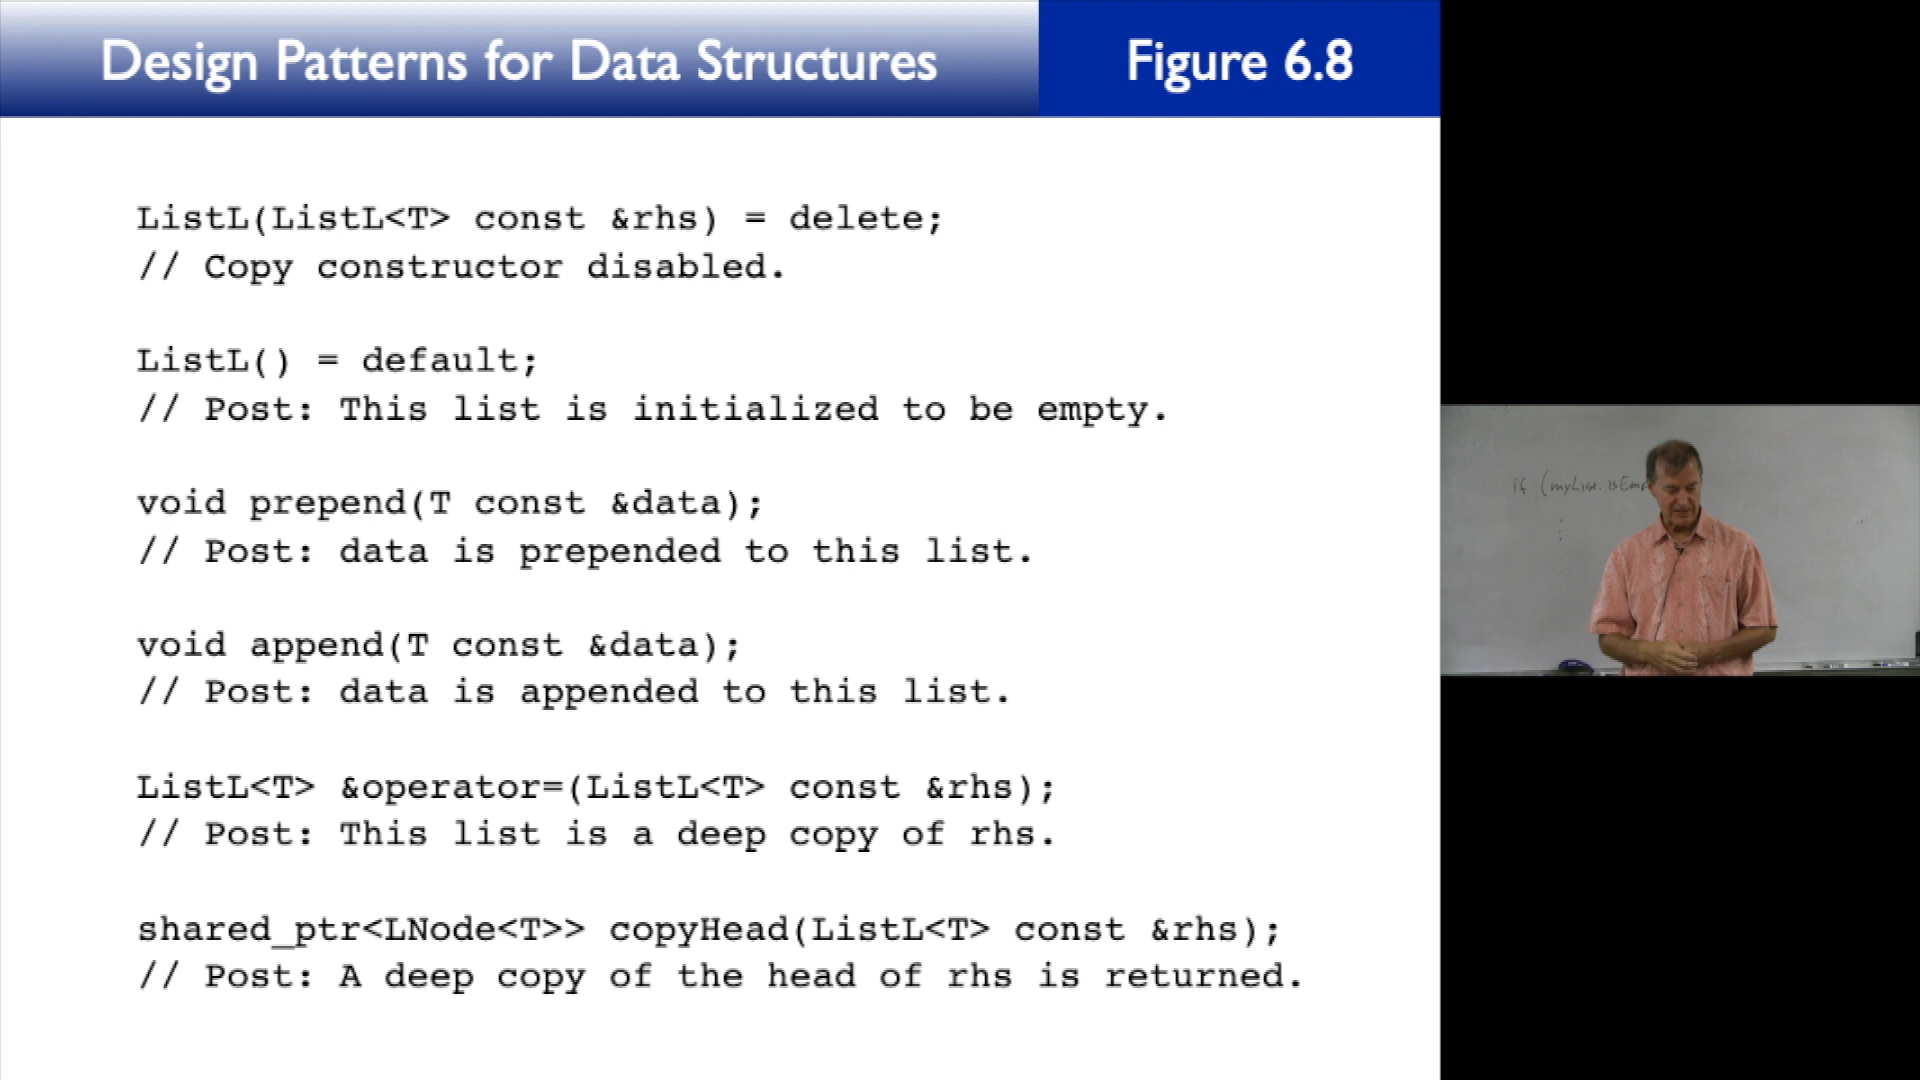 Design Patterns for Data Structures
Figure 6.8
ListL(ListL<T> const &rhs) = delete;
// Copy constructor disabled.
ListL() = default;
// Post: This list is initialized to be empty.
void prepend(T const &data);
// Post: data is prepended to this list.
void append(T const &data);
// Post: data is appended to this list.
ListL<T> &operator=(ListL<T> const &rhs);
// Post: This list is a deep copy of rhs.
shared_ptr<LNode<T>> copyHead(ListL<T> const &rhs);
// Post: A deep copy of the head of rhs is returned.
if (myList.isEmp